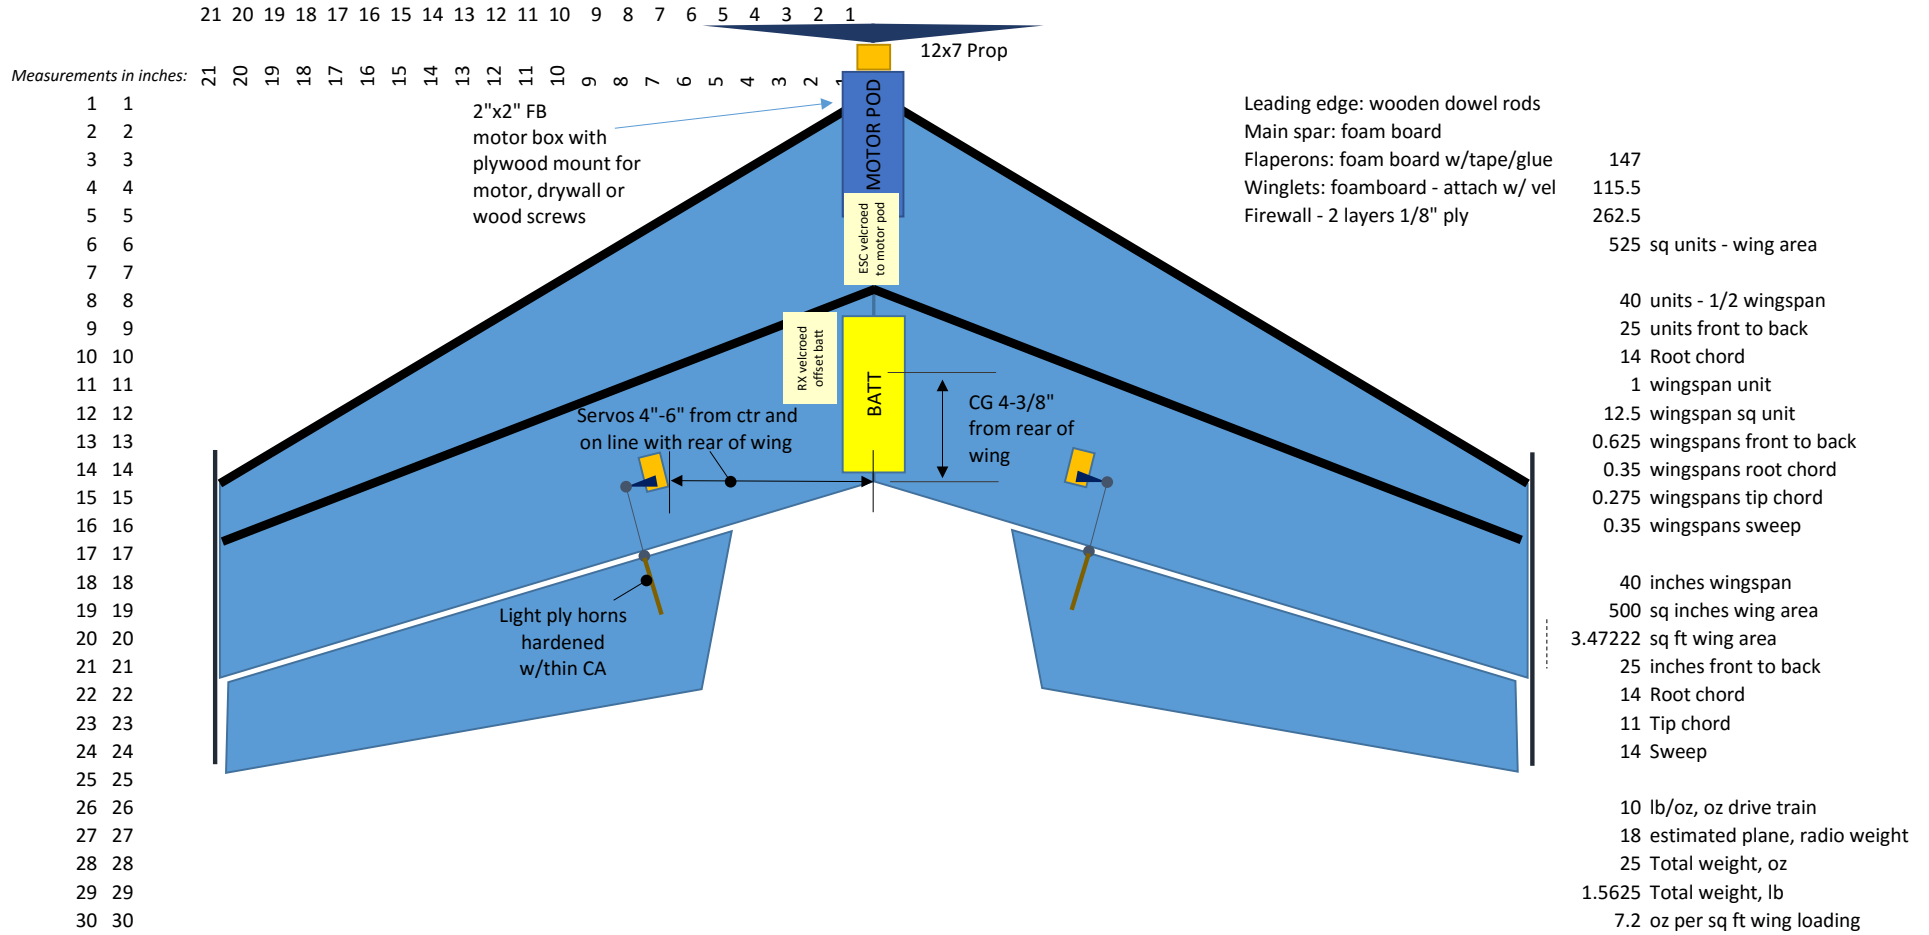 21 20 19 18 17 16 15 14 13 12 11 10 9 8 7 6 5 4 3 2 1
12x7 Prop
Measurements in inches: 21 20 19 18 17 16 15 14 13 12 11 10 9 8 7 6 5 4 3 2 1
1 1
2 2
3 3
4 4
5 5
6 6
7 7
8 8
9 9
10 10
11 11
12 12
13 13
14 14
15 15
16 16
17 17
18 18
19 19
20 20
21 21
22 22
23 23
24 24
25 25
26 26
27 27
28 28
29 29
30 30
2"x2" FB
motor box with
plywood mount for
motor, drywall or
wood screws
MOTOR POD
ESC velcroed
to motor pod
RX velcroed
offset batt
BATT
Servos 4"-6" from ctr and
on line with rear of wing
CG 4-3/8"
from rear of
wing
Light ply horns
hardened
w/thin CA
Leading edge: wooden dowel rods
Main spar: foam board
Flaperons: foam board w/tape/glue 147
Winglets: foamboard - attach w/ vel 115.5
Firewall - 2 layers 1/8" ply 262.5
525 sq units - wing area
40 units - 1/2 wingspan
25 units front to back
14 Root chord
1 wingspan unit
12.5 wingspan sq unit
0.625 wingspans front to back
0.35 wingspans root chord
0.275 wingspans tip chord
0.35 wingspans sweep
40 inches wingspan
500 sq inches wing area
3.47222 sq ft wing area
25 inches front to back
14 Root chord
11 Tip chord
14 Sweep
10 lb/oz, oz drive train
18 estimated plane, radio weight
25 Total weight, oz
1.5625 Total weight, lb
7.2 oz per sq ft wing loading